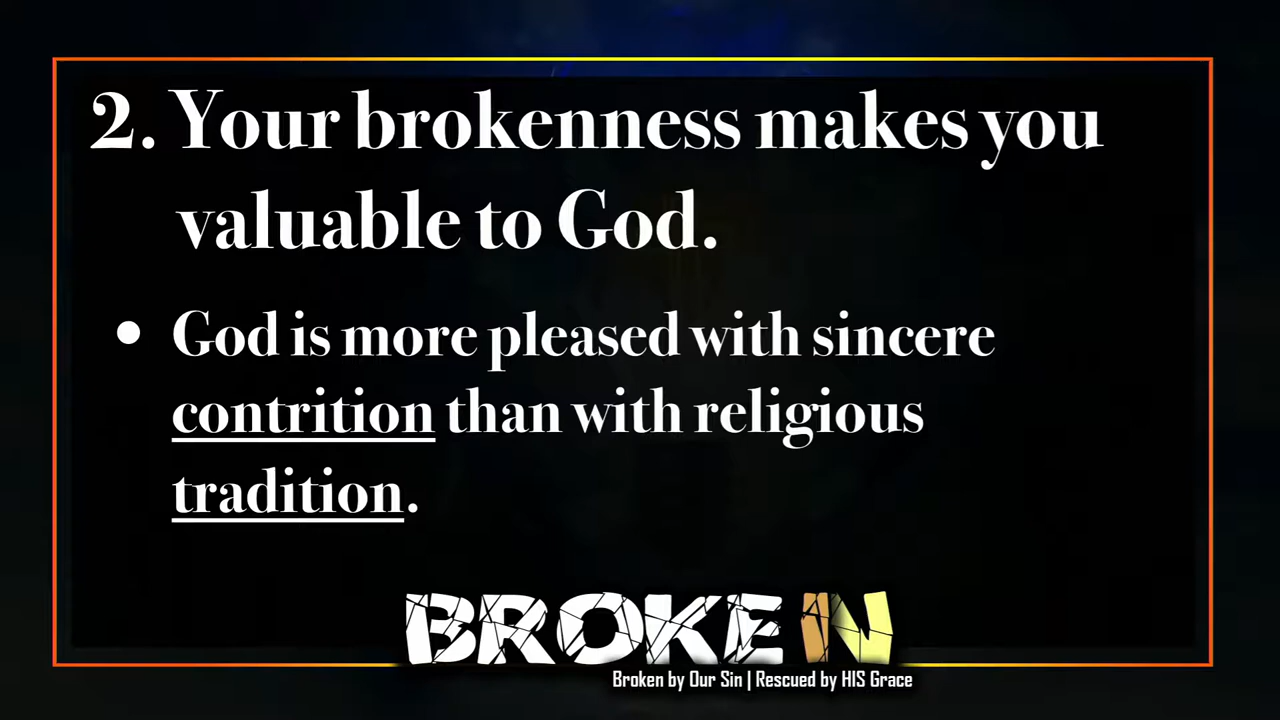 2. Your brokenness makes you
valuable to God.
• God is more pleased with sincere
contrition than with religious
tradition.
BROKEN
Broken by Our Sin | Rescued by HIS Grace